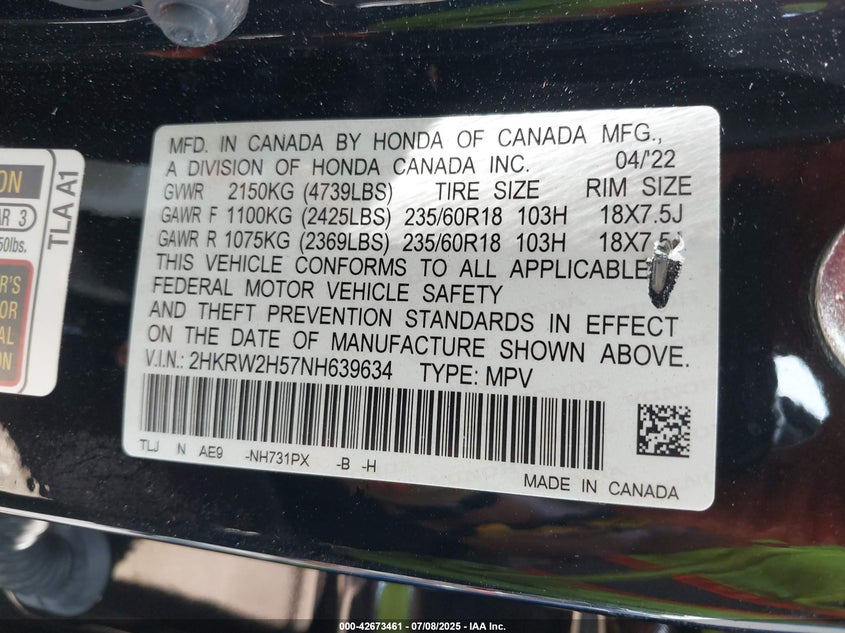 MFD. IN CANADA BY HONDA OF CANADA MFG.,
A DIVISION OF HONDA CANADA INC. 04/'22
GVWR 2150KG (4739LBS) TIRE SIZE RIM SIZE
GAWR F 1100KG (2425LBS) 235/60R18 103H 18X7.5J
GAWR R 1075KG (2369LBS) 235/60R18 103H 18X7.5J
THIS VEHICLE CONFORMS TO ALL APPLICABLE
FEDERAL MOTOR VEHICLE SAFETY
AND THEFT PREVENTION STANDARDS IN EFFECT
ON THE DATE OF MANUFACTURE SHOWN ABOVE.
V.I.N.: 2HKRW2H57NH639634 TYPE: MPV
TLJ N AE9 -NH731PX -B -H
MADE IN CANADA
TLA A1
3
000-42673461 - 07/08/2025 - IAA Inc.